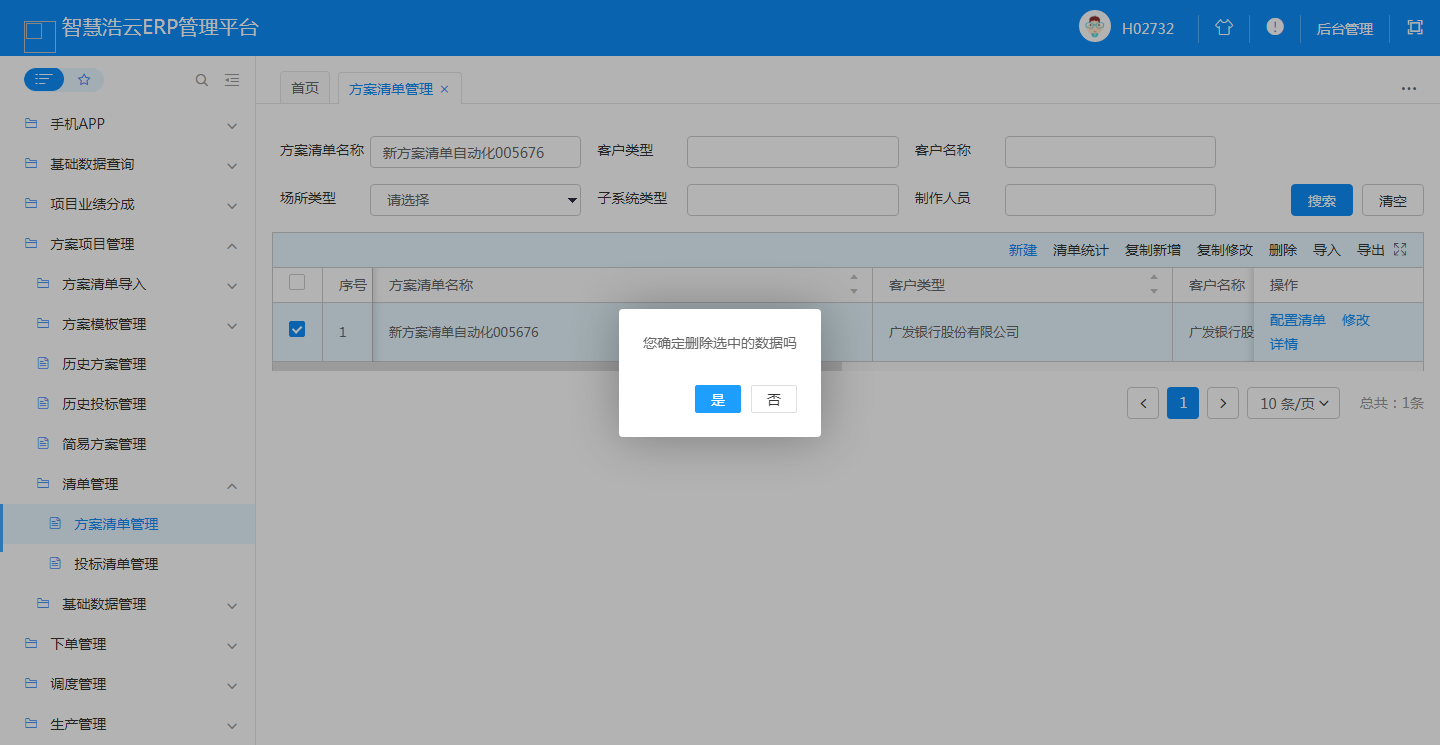 智慧浩云ERP管理平台
H02732
后台管理
首页
方案清单管理 ×
手机APP
基础数据查询
项目业绩分成
方案项目管理
方案清单导入
方案模板管理
历史方案管理
历史投标管理
简易方案管理
清单管理
方案清单管理
投标清单管理
基础数据管理
下单管理
调度管理
生产管理
方案清单名称 新方案清单自动化005676 客户类型 客户名称
场所类型 请选择 子系统类型 制作人员 搜索 清空
新建 清单统计 复制新增 复制修改 删除 导入 导出
序号 方案清单名称 客户类型 客户名称 操作
1 新方案清单自动化005676 广发银行股份有限公司 广发银行股 配置清单 修改
详情
您确定删除选中的数据吗
是 否
1 10 条/页 总共：1条